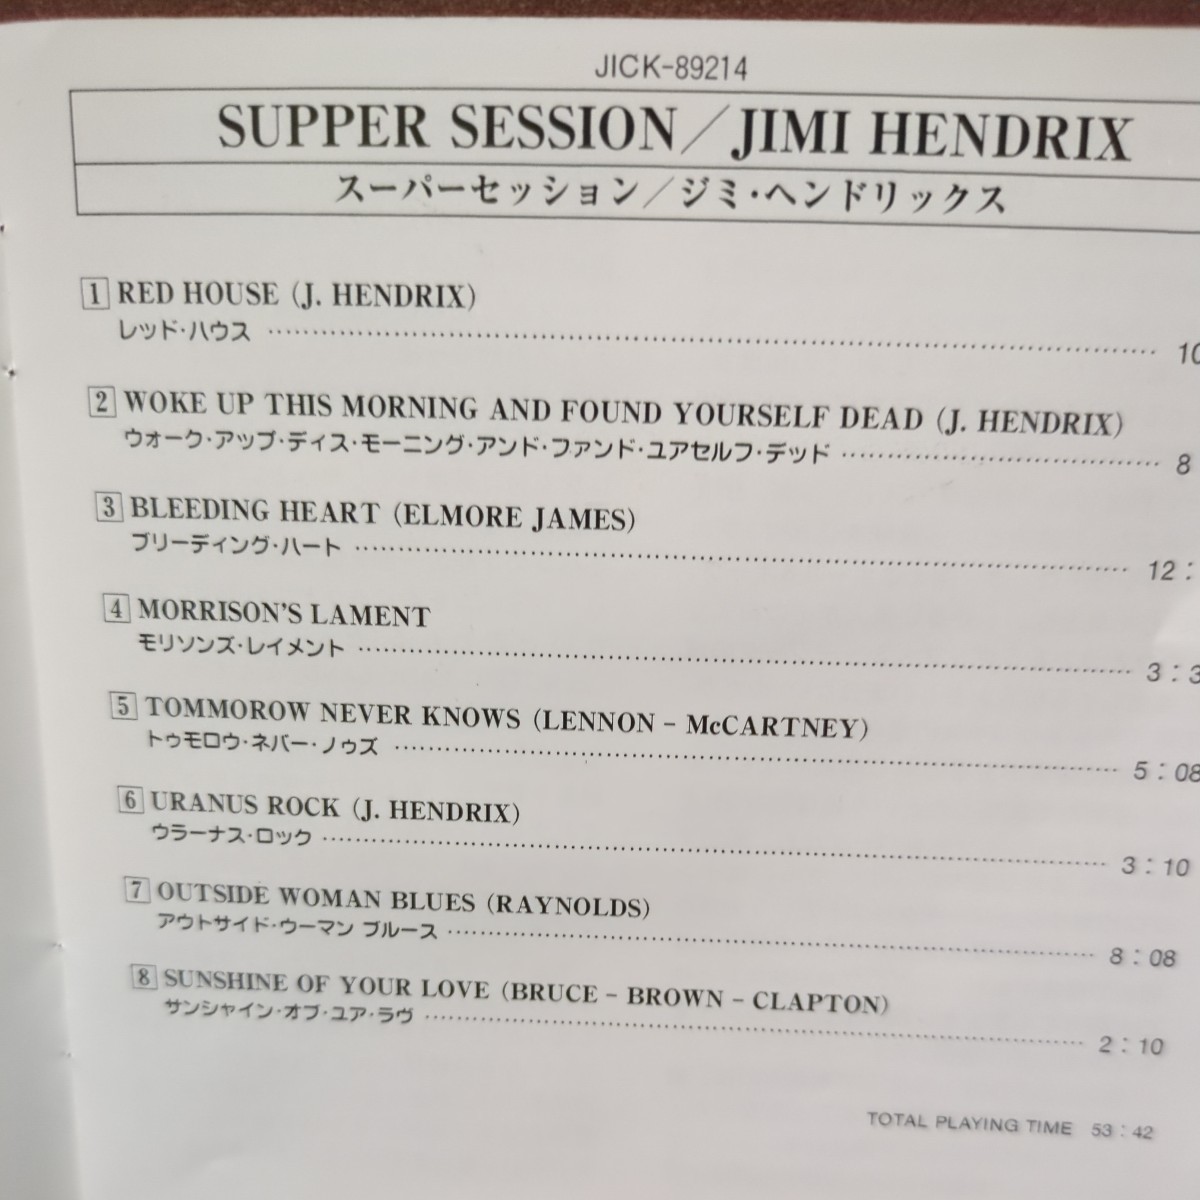 JICK-89214
SUPPER SESSION／JIMI HENDRIX
スーパーセッション／ジミ・ヘンドリックス
1 RED HOUSE (J. HENDRIX)
レッド・ハウス ………………………… 10
2 WOKE UP THIS MORNING AND FOUND YOURSELF DEAD (J. HENDRIX)
ウォーク・アップ・ディス・モーニング・アンド・ファンド・ユアセルフ・デッド ………………………… 8
3 BLEEDING HEART (ELMORE JAMES)
ブリーディング・ハート ………………………… 12：
4 MORRISON'S LAMENT
モリソンズ・レイメント ………………………… 3：3
5 TOMMOROW NEVER KNOWS (LENNON – McCARTNEY)
トゥモロウ・ネバー・ノゥズ ………………………… 5：08
6 URANUS ROCK (J. HENDRIX)
ウラーナス・ロック ………………………… 3：10
7 OUTSIDE WOMAN BLUES (RAYNOLDS)
アウトサイド・ウーマン ブルース ………………………… 8：08
8 SUNSHINE OF YOUR LOVE (BRUCE – BROWN – CLAPTON)
サンシャイン・オブ・ユア・ラヴ ………………………… 2：10
TOTAL PLAYING TIME 53：42